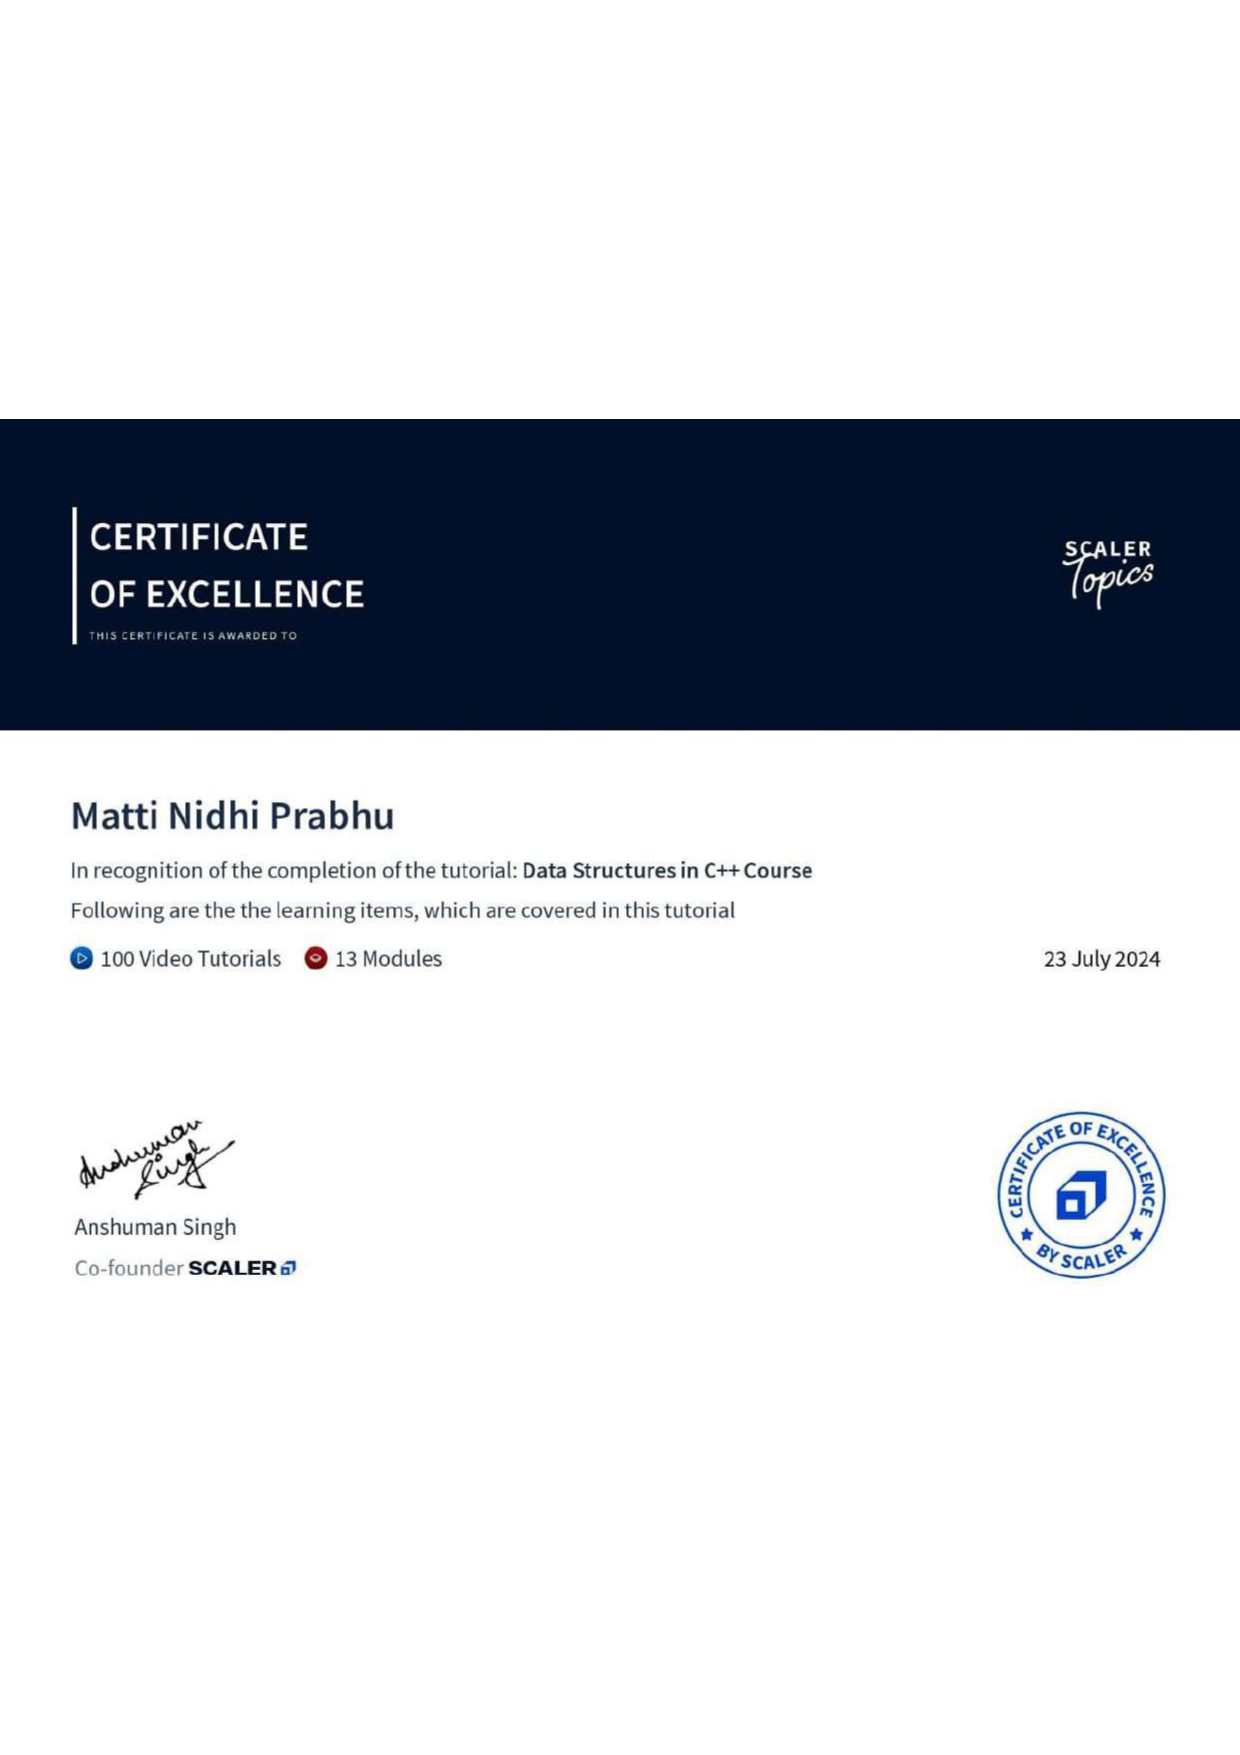 CERTIFICATE
OF EXCELLENCE
THIS CERTIFICATE IS AWARDED TO
SCALER
Topics
Matti Nidhi Prabhu
In recognition of the completion of the tutorial: Data Structures in C++ Course
Following are the the learning items, which are covered in this tutorial
100 Video Tutorials 13 Modules
23 July 2024
Anshuman
Singh
Anshuman Singh
Co-founder SCALER
CERTIFICATE OF EXCELLENCE
BY SCALER